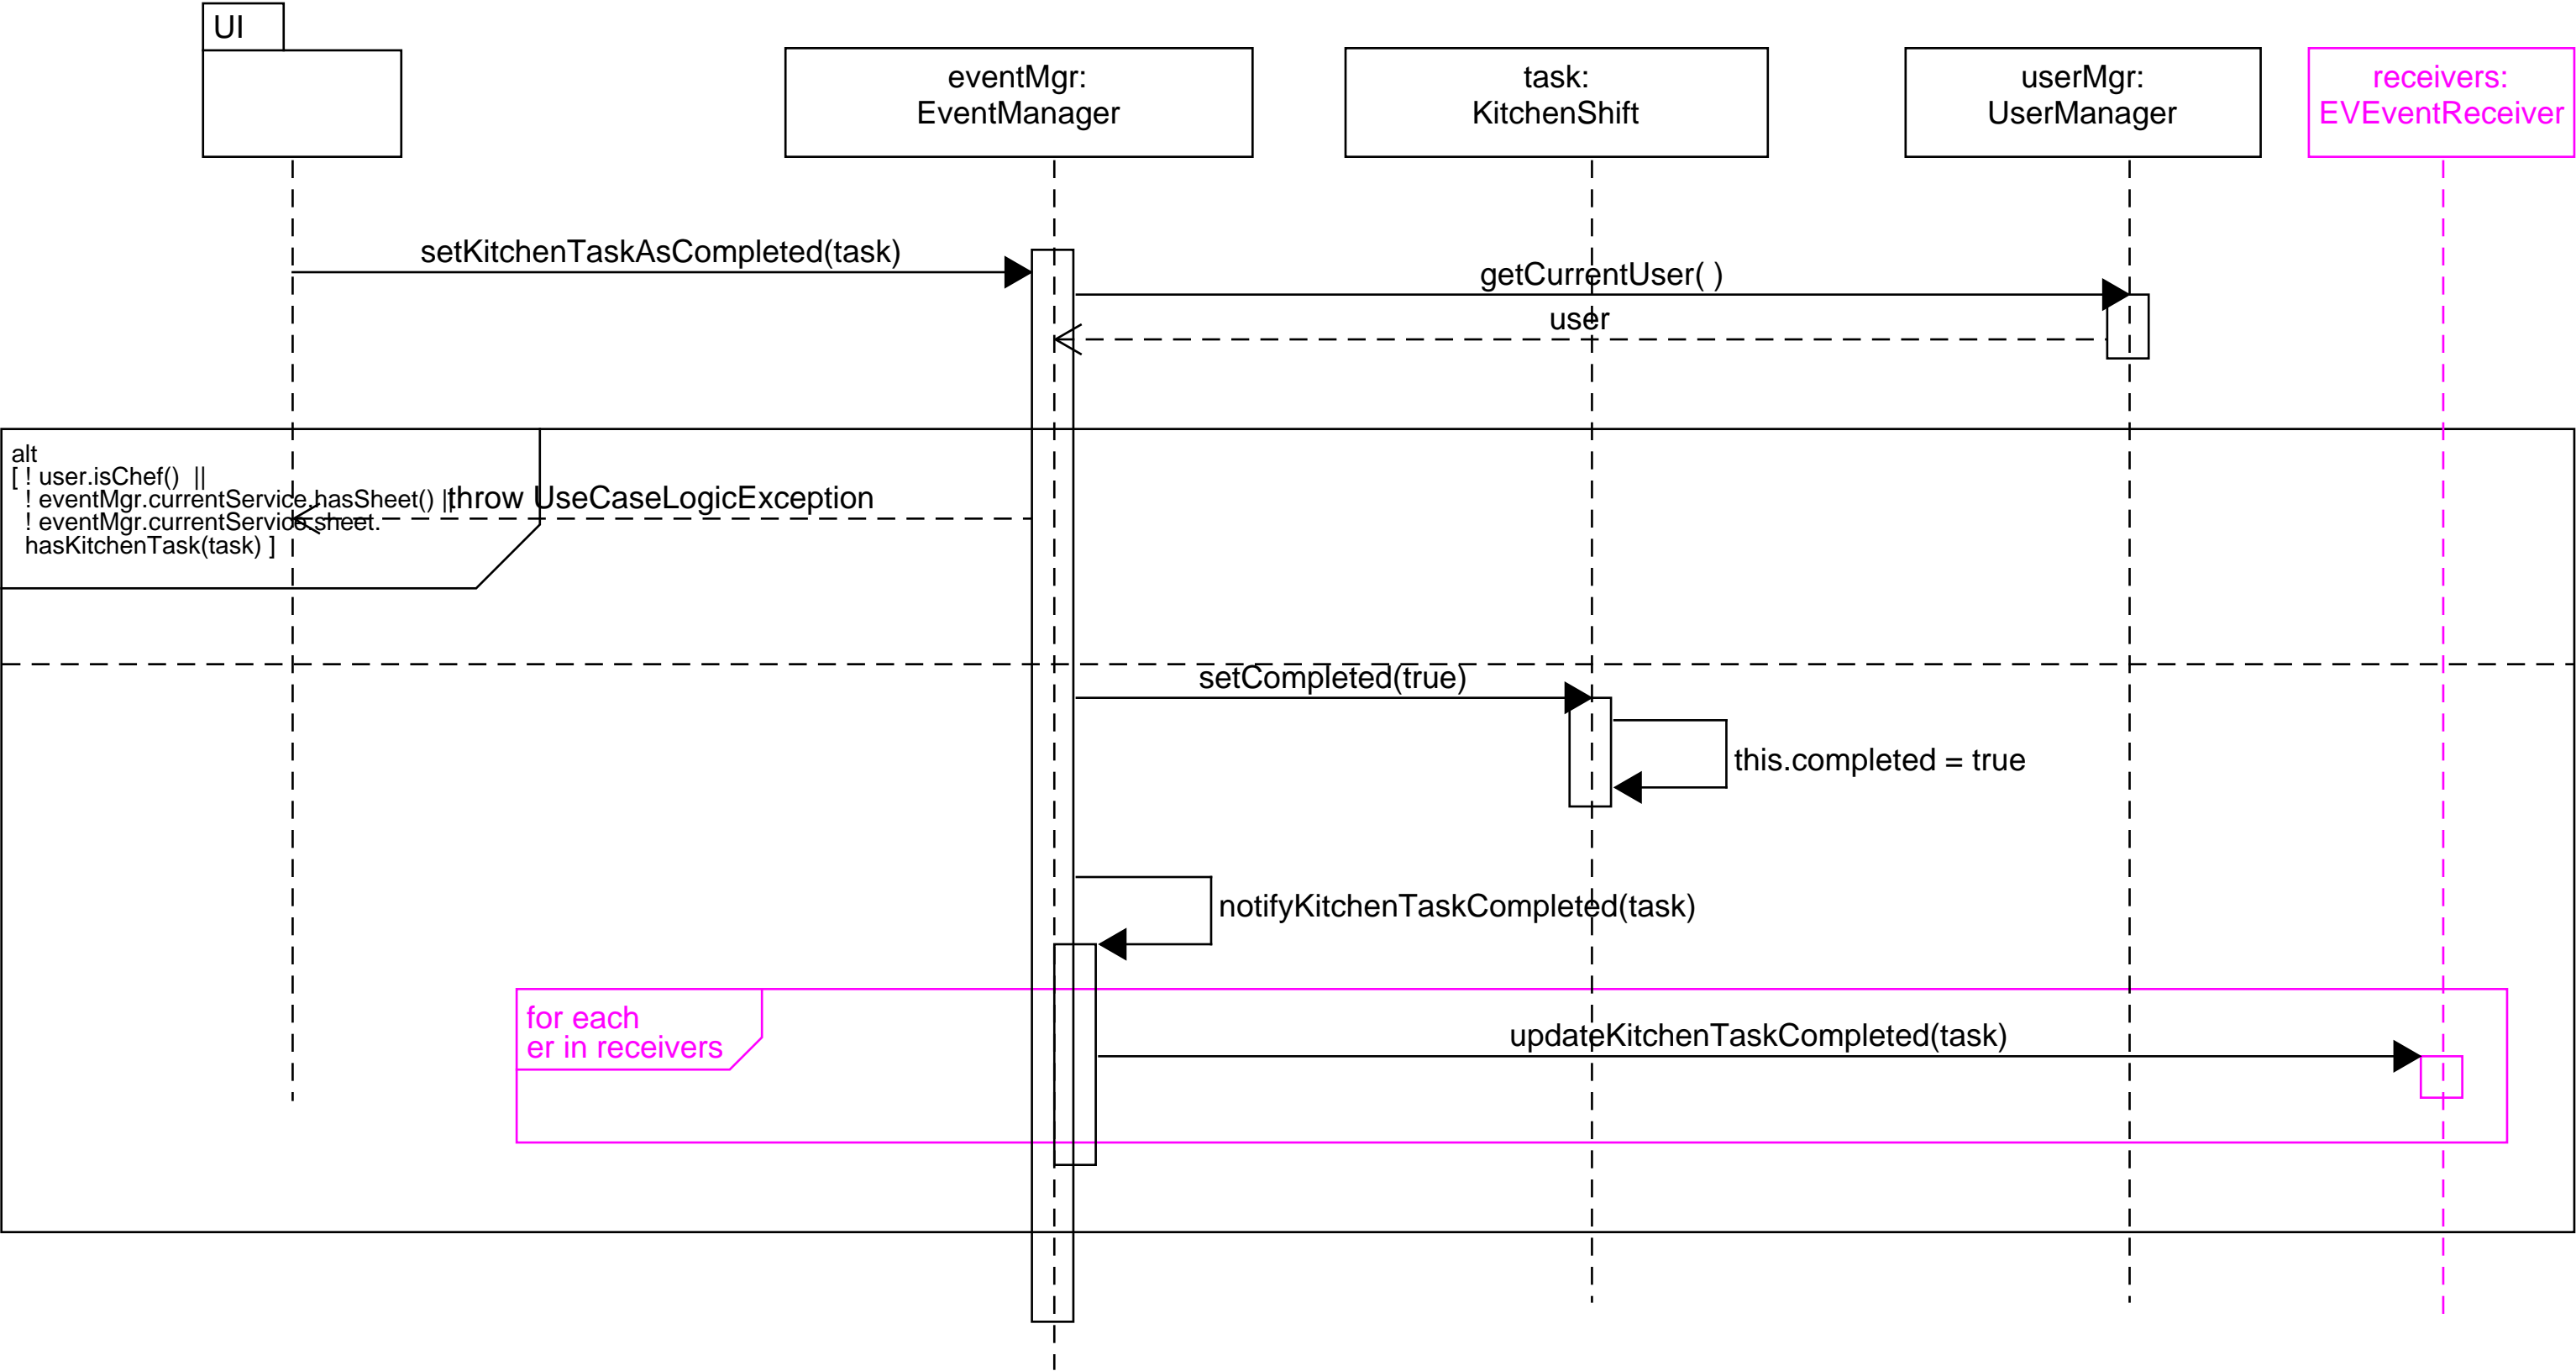 UI
eventMgr:
EventManager
task:
KitchenShift
userMgr:
UserManager
receivers:
EVEventReceiver
setKitchenTaskAsCompleted(task)
getCurrentUser( )
user
alt
[ ! user.isChef()  ||
! eventMgr.currentService.hasSheet() ||
! eventMgr.currentService.sheet.
hasKitchenTask(task) ]
throw UseCaseLogicException
setCompleted(true)
this.completed = true
notifyKitchenTaskCompleted(task)
for each
er in receivers
updateKitchenTaskCompleted(task)